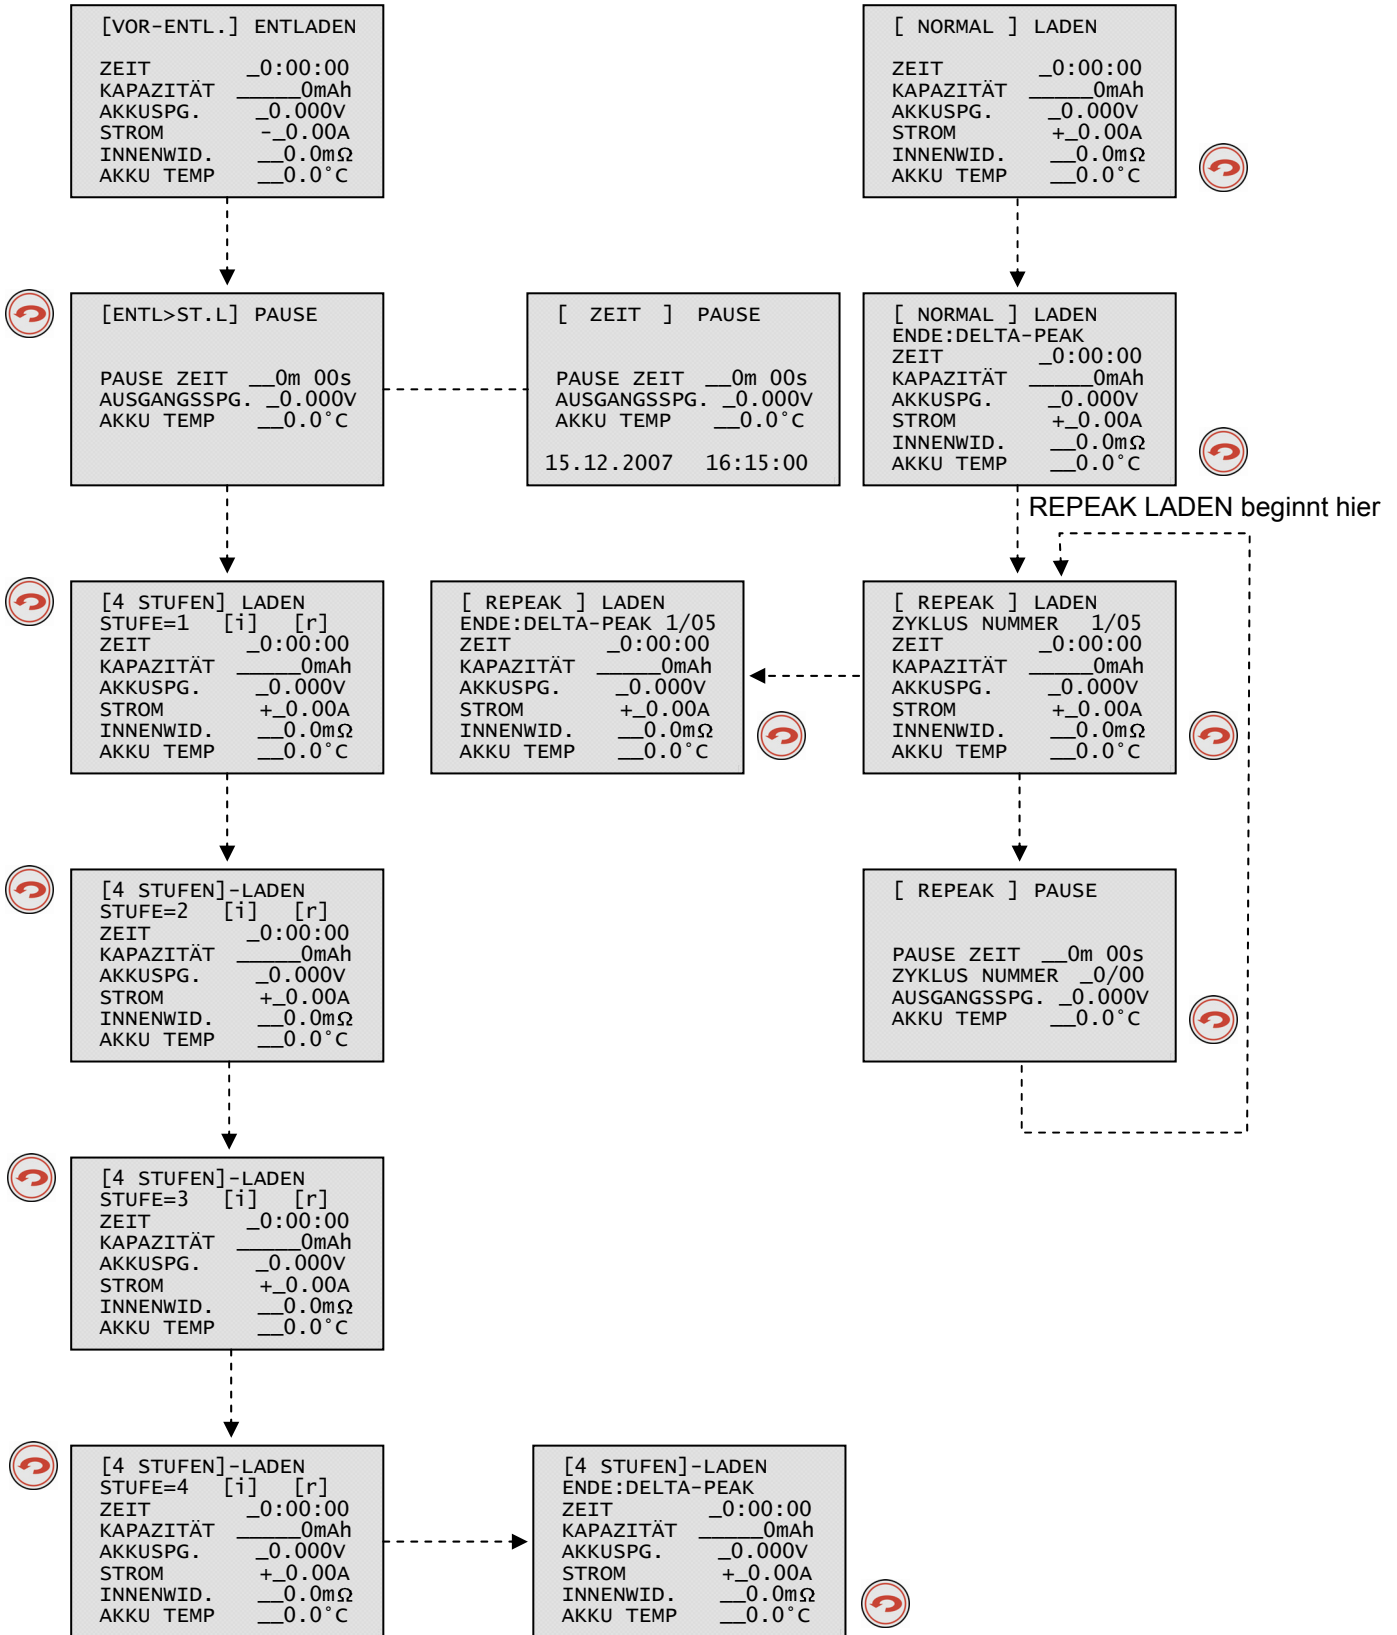 [VOR-ENTL.] ENTLADEN
ZEIT _0:00:00
KAPAZITÄT _____0mAh
AKKUSPG. _0.000V
STROM -_0.00A
INNENWID. __0.0mΩ
AKKU TEMP __0.0°C
[ NORMAL ] LADEN
ZEIT _0:00:00
KAPAZITÄT _____0mAh
AKKUSPG. _0.000V
STROM +_0.00A
INNENWID. __0.0mΩ
AKKU TEMP __0.0°C
[ENTL>ST.L] PAUSE
PAUSE ZEIT __0m 00s
AUSGANGSSPG. _0.000V
AKKU TEMP __0.0°C
[ ZEIT ] PAUSE
PAUSE ZEIT __0m 00s
AUSGANGSSPG. _0.000V
AKKU TEMP __0.0°C
15.12.2007 16:15:00
[ NORMAL ] LADEN
ENDE:DELTA-PEAK
ZEIT _0:00:00
KAPAZITÄT _____0mAh
AKKUSPG. _0.000V
STROM +_0.00A
INNENWID. __0.0mΩ
AKKU TEMP __0.0°C
REPEAK LADEN beginnt hier
[4 STUFEN] LADEN
STUFE=1 [i] [r]
ZEIT _0:00:00
KAPAZITÄT _____0mAh
AKKUSPG. _0.000V
STROM +_0.00A
INNENWID. __0.0mΩ
AKKU TEMP __0.0°C
[ REPEAK ] LADEN
ENDE:DELTA-PEAK 1/05
ZEIT _0:00:00
KAPAZITÄT _____0mAh
AKKUSPG. _0.000V
STROM +_0.00A
INNENWID. __0.0mΩ
AKKU TEMP __0.0°C
[ REPEAK ] LADEN
ZYKLUS NUMMER 1/05
ZEIT _0:00:00
KAPAZITÄT _____0mAh
AKKUSPG. _0.000V
STROM +_0.00A
INNENWID. __0.0mΩ
AKKU TEMP __0.0°C
[4 STUFEN]-LADEN
STUFE=2 [i] [r]
ZEIT _0:00:00
KAPAZITÄT _____0mAh
AKKUSPG. _0.000V
STROM +_0.00A
INNENWID. __0.0mΩ
AKKU TEMP __0.0°C
[ REPEAK ] PAUSE
PAUSE ZEIT __0m 00s
ZYKLUS NUMMER _0/00
AUSGANGSSPG. _0.000V
AKKU TEMP __0.0°C
[4 STUFEN]-LADEN
STUFE=3 [i] [r]
ZEIT _0:00:00
KAPAZITÄT _____0mAh
AKKUSPG. _0.000V
STROM +_0.00A
INNENWID. __0.0mΩ
AKKU TEMP __0.0°C
[4 STUFEN]-LADEN
STUFE=4 [i] [r]
ZEIT _0:00:00
KAPAZITÄT _____0mAh
AKKUSPG. _0.000V
STROM +_0.00A
INNENWID. __0.0mΩ
AKKU TEMP __0.0°C
[4 STUFEN]-LADEN
ENDE:DELTA-PEAK
ZEIT _0:00:00
KAPAZITÄT _____0mAh
AKKUSPG. _0.000V
STROM +_0.00A
INNENWID. __0.0mΩ
AKKU TEMP __0.0°C